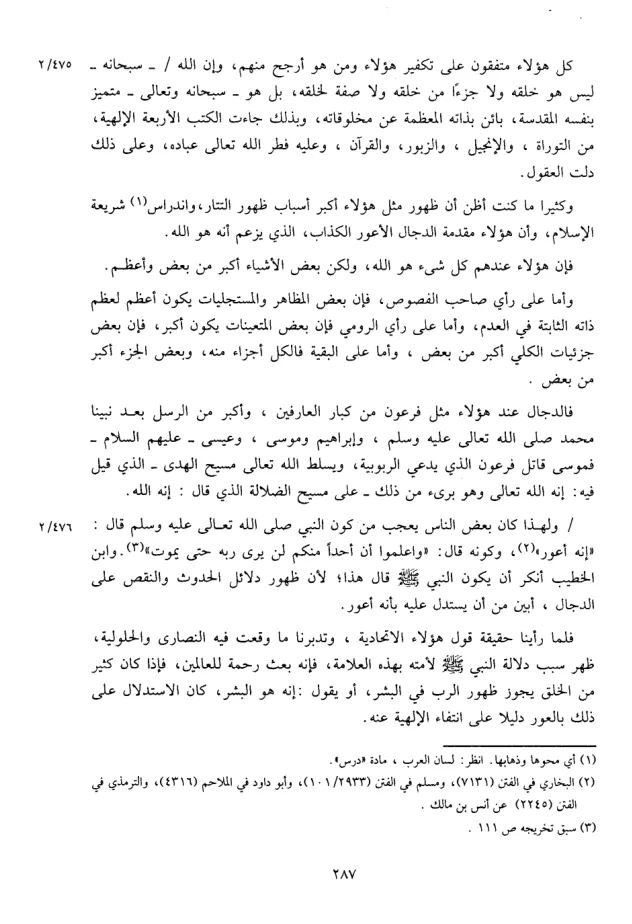 كل هؤلاء متفقون على تكفير هؤلاء ومن هو أرجح منهم، وإن الله / ـ سبحانه ـ ٢/٤٧٥
ليس هو خلقه ولا جزءًا من خلقه ولا صفة لخلقه، بل هو ـ سبحانه وتعالى ـ متميز
بنفسه المقدسة، بائن بذاته المعظمة عن مخلوقاته، وبذلك جاءت الكتب الأربعة الإلهية،
من التوراة ، والإنجيل ، والزبور، والقرآن ، وعليه فطر الله تعالى عباده، وعلى ذلك
دلت العقول.
وكثيرا ما كنت أظن أن ظهور مثل هؤلاء أكبر أسباب ظهور التتار،واندراس(١) شريعة
الإسلام، وأن هؤلاء مقدمة الدجال الأعور الكذاب، الذي يزعم أنه هو الله.
فإن هؤلاء عندهم كل شىء هو الله، ولكن بعض الأشياء أكبر من بعض وأعظم.
وأما على رأي صاحب الفصوص، فإن بعض المظاهر والمستجليات يكون أعظم لعظم
ذاته الثابتة في العدم، وأما على رأي الرومي فإن بعض المتعينات يكون أكبر، فإن بعض
جزئيات الكلي أكبر من بعض ، وأما على البقية فالكل أجزاء منه، وبعض الجزء أكبر
من بعض .
فالدجال عند هؤلاء مثل فرعون من كبار العارفين ، وأكبر من الرسل بعد نبينا
محمد صلى الله تعالى عليه وسلم ، وإبراهيم وموسى ، وعيسى ـ عليهم السلام ـ
فموسى قاتل فرعون الذي يدعي الربوبية، ويسلط الله تعالى مسيح الهدى ـ الذي قيل
فيه: إنه الله تعالى وهو برىء من ذلك ـ على مسيح الضلالة الذي قال : إنه الله.
/ ولهذا كان بعض الناس يعجب من كون النبي صلى الله تعالى عليه وسلم قال : ٢/٤٧٦
«إنه أعور»(٢)، وكونه قال: «واعلموا أن أحداً منكم لن يرى ربه حتى يموت»(٣).وابن
الخطيب أنكر أن يكون النبي ﷺ قال هذا؛ لأن ظهور دلائل الحدوث والنقص على
الدجال ، أبين من أن يستدل عليه بأنه أعور.
فلما رأينا حقيقة قول هؤلاء الاتحادية ، وتدبرنا ما وقعت فيه النصارى والحلولية،
ظهر سبب دلالة النبي ﷺ لأمته بهذه العلامة، فإنه بعث رحمة للعالمين، فإذا كان كثير
من الخلق يجوز ظهور الرب في البشر، أو يقول :إنه هو البشر، كان الاستدلال على
ذلك بالعور دليلا على انتفاء الإلهية عنه.
(١) أي محوها وذهابها. انظر: لسان العرب ، مادة «درس».
(٢) البخاري في الفتن (٧١٣١)، ومسلم في الفتن (١٠١/٢٩٣٣)، وأبو داود في الملاحم (٤٣١٦)، والترمذي في
الفتن (٢٢٤٥) عن أنس بن مالك .
(٣) سبق تخريجه ص ١١١ .
٢٨٧